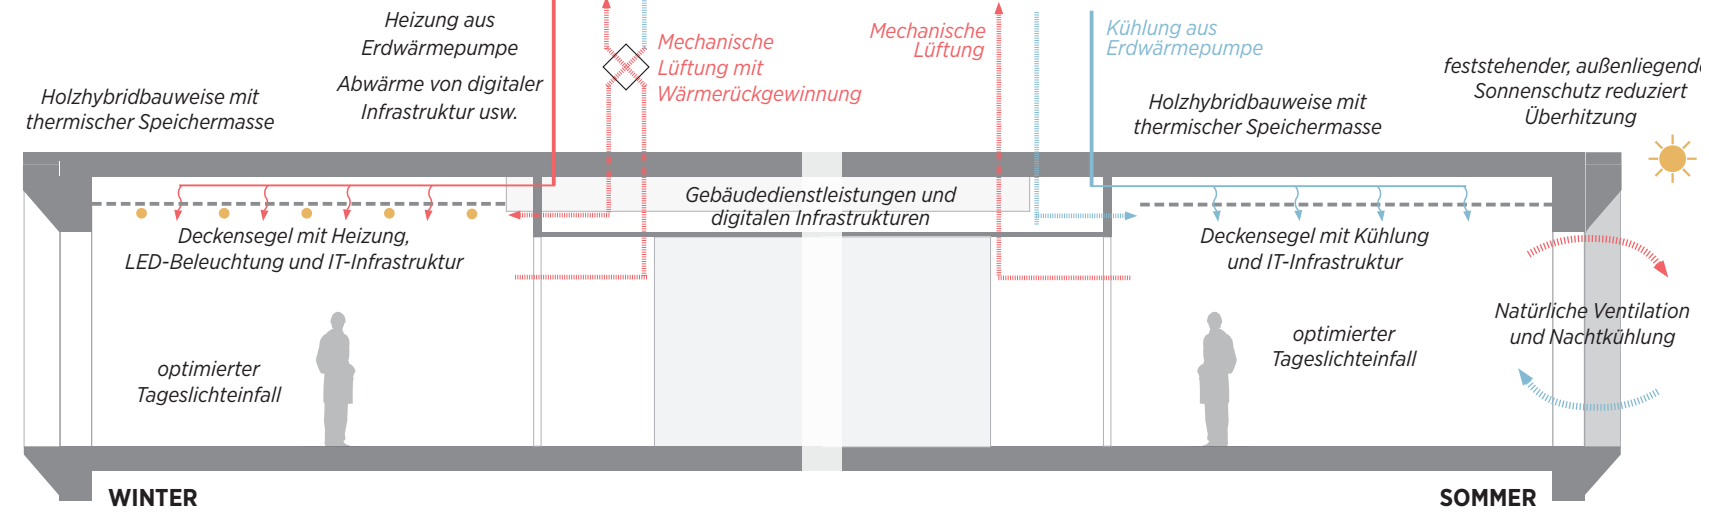 Heizung aus
Erdwärmepumpe
Abwärme von digitaler
Infrastruktur usw.
Holzhybridbauweise mit
thermischer Speichermasse
Mechanische
Lüftung mit
Wärmerückgewinnung
Mechanische
Lüftung
Kühlung aus
Erdwärmepumpe
Holzhybridbauweise mit
thermischer Speichermasse
feststehender, außenliegende
Sonnenschutz reduziert
Überhitzung
Gebäudedienstleistungen und
digitalen Infrastrukturen
Deckensegel mit Heizung,
LED-Beleuchtung und IT-Infrastruktur
Deckensegel mit Kühlung
und IT-Infrastruktur
Natürliche Ventilation
und Nachtkühlung
optimierter
Tageslichteinfall
optimierter
Tageslichteinfall
WINTER
SOMMER